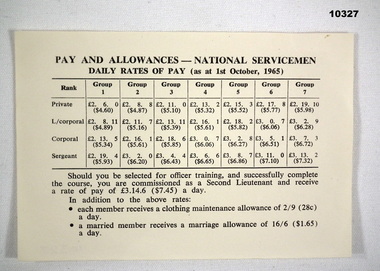 10327
PAY AND ALLOWANCES — NATIONAL SERVICEMEN
DAILY RATES OF PAY (as at 1st October, 1965)
Rank Group 1 Group 2 Group 3 Group 4 Group 5 Group 6 Group 7
Private £2, 6, 0 £2, 8, 8 £2, 11, 0 £2, 13, 2 £2, 15, 3 £2, 17, 8 £2, 19, 10
($4.60) ($4.87) ($5.10) ($5.32) ($5.52) ($5.77) ($5.98)
L/corporal £2, 8, 11 £2, 11, 7 £2, 13, 11 £2, 16, 1 £2, 18, 2 £3, 0, 7 £3, 2, 9
($4.89) ($5.16) ($5.39) ($5.61) ($5.82) ($6.06) ($6.28)
Corporal £2, 13, 5 £2, 16, 1 £2, 18, 6 £3, 0, 7 £3, 2, 8 £3, 5, 1 £3, 7, 3
($5.34) ($5.61) ($5.85) ($6.06) ($6.27) ($6.51) ($6.72)
Sergeant £2, 19, 4 £3, 2, 0 £3, 4, 4 £3, 6, 6 £3, 8, 7 £3, 11, 0 £3, 13, 2
($5.93) ($6.20) ($6.43) ($6.65) ($6.86) ($7.10) ($7.32)
Should you be selected for officer training, and successfully complete
the course, you are commissioned as a Second Lieutenant and receive
a rate of pay of £3.14.6 ($7.45) a day.
In addition to the above rates:
• each member receives a clothing maintenance allowance of 2/9 (28c)
a day.
• a married member receives a marriage allowance of 16/6 ($1.65)
a day.